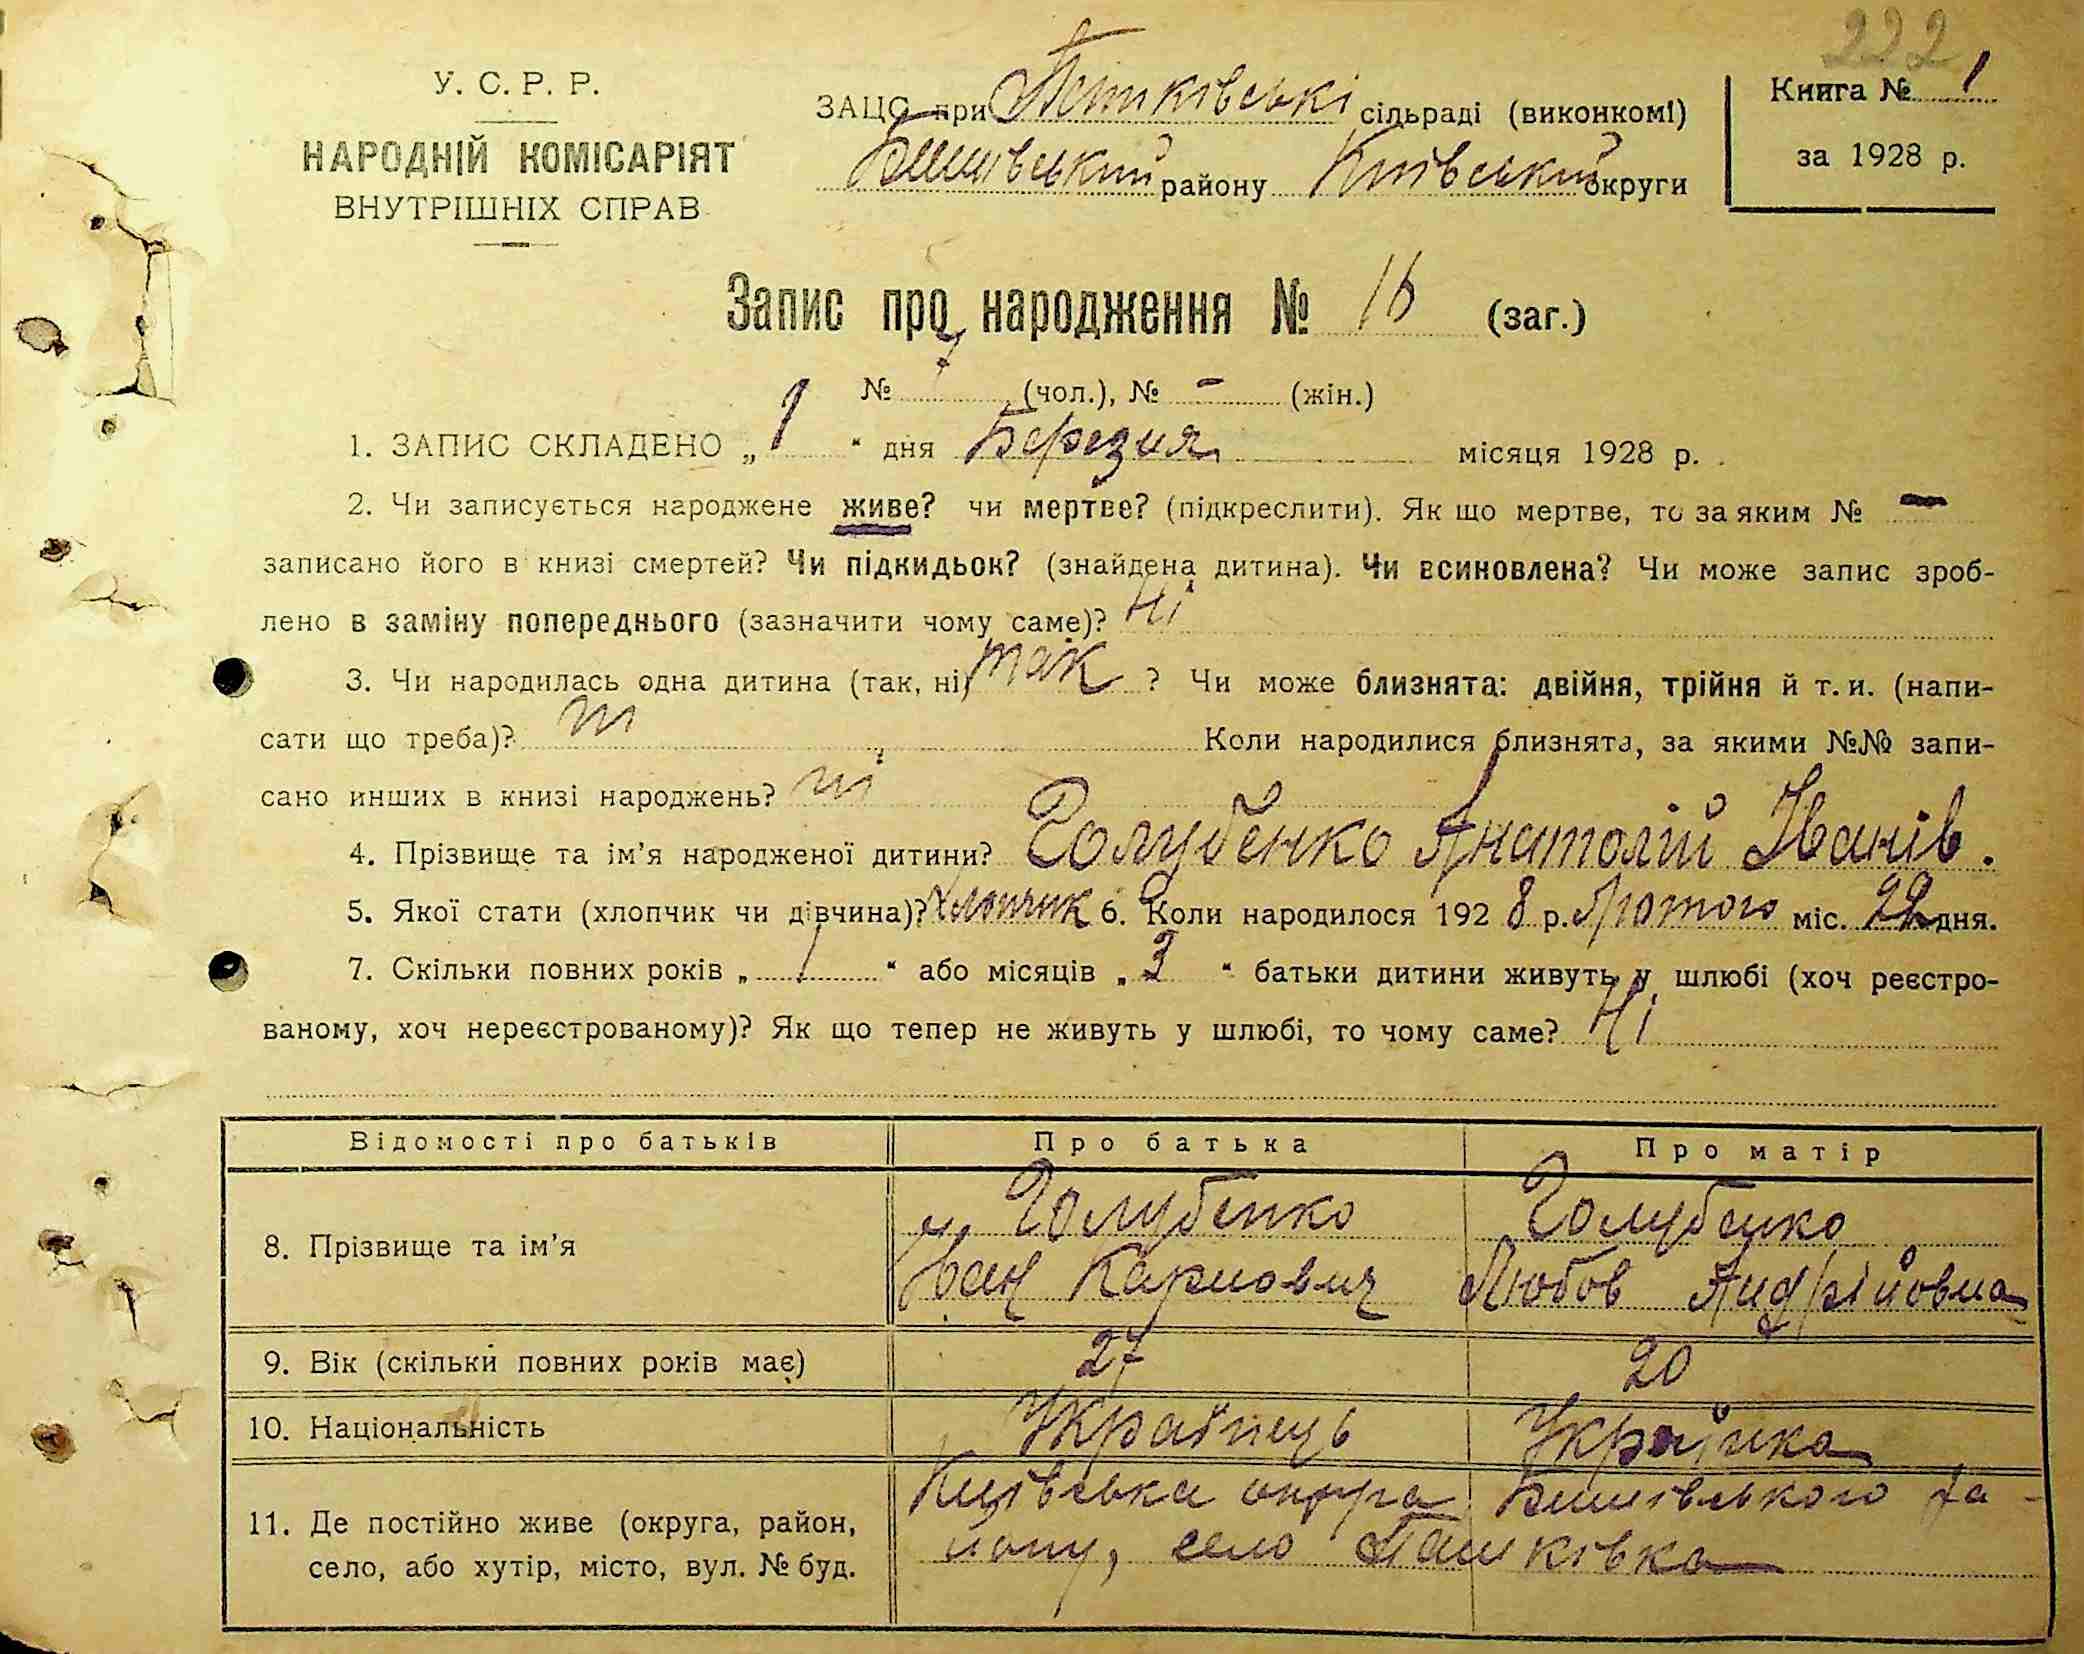 222
У. С. Р. Р.
НАРОДНІЙ КОМІСАРІЯТ
ВНУТРІШНІХ СПРАВ
ЗАЦС при сільраді (виконкомі)
Бишівський району Київський округи
Книга № 1
за 1928 р.
Запис про народження № 16 (заг.)
№ (чол.), № - (жін.)
1. ЗАПИС СКЛАДЕНО „ 1 “ дня Березня місяця 1928 р.
2. Чи записується народжене живе? чи мертве? (підкреслити). Як що мертве, то за яким № —
записано його в книзі смертей? Чи підкидьок? (знайдена дитина). Чи всиновлена? Чи може запис зроб-
лено в заміну попереднього (зазначити чому саме)? Ні
3. Чи народилась одна дитина (так, ні) так ? Чи може близнята: двійня, трійня й т. и. (напи-
сати що треба)? ні Коли народилися близнята, за якими №№ запи-
сано инших в книзі народжень? ні
4. Прізвище та ім’я народженої дитини? Голубенко Анатолій Іванів.
5. Якої стати (хлопчик чи дівчина)? хлопчик 6. Коли народилося 1928 р. Лютого міс. 22 дня.
7. Скільки повних років „ 1 “ або місяців „ 3 “ батьки дитини живуть у шлюбі (хоч реєстро-
ваному, хоч нереєстрованому)? Як що тепер не живуть у шлюбі, то чому саме? Ні
Відомості про батьків Про батька Про матір
8. Прізвище та ім’я Голубенко Голубенко
Іван Карпович Любов Андрійовна
9. Вік (скільки повних років має) 27 20
10. Національність Українець Українка
11. Де постійно живе (округа, район, Київська округа Бишівського ра-
село, або хутір, місто, вул. № буд. йону, село Пашківка